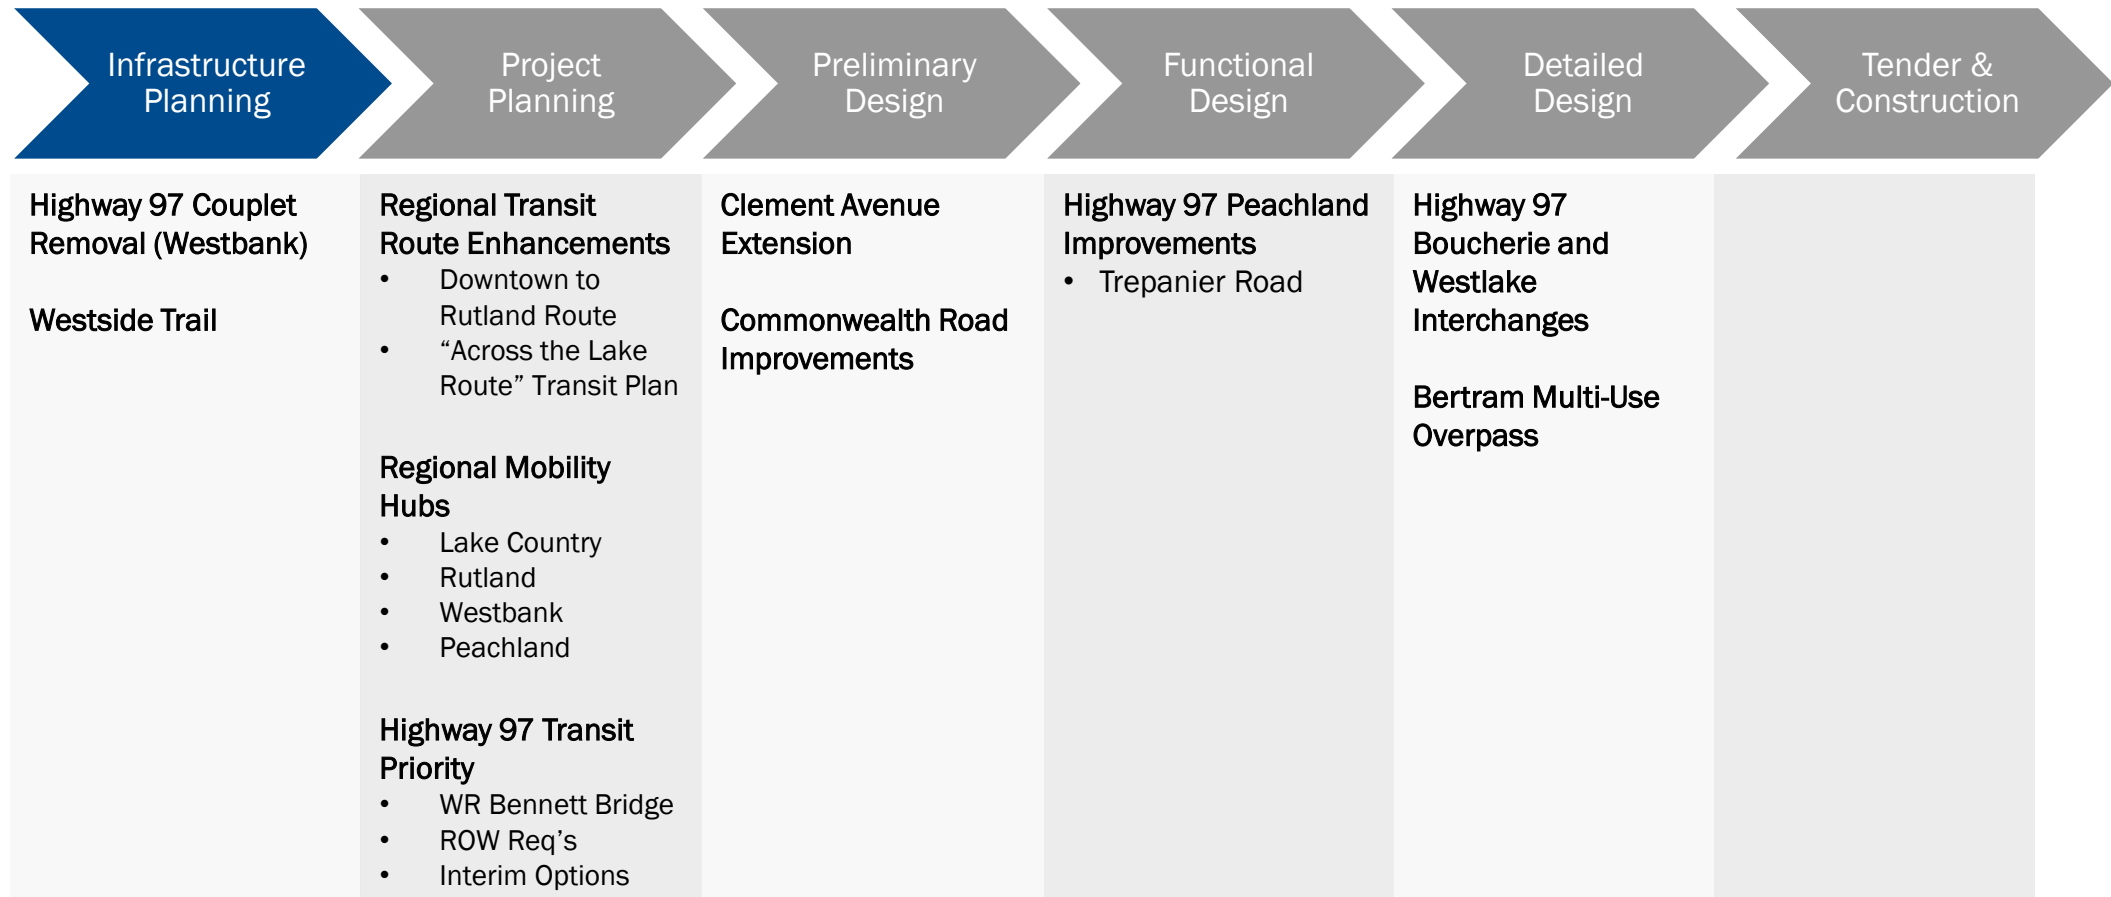 Infrastructure
Planning
Project
Planning
Preliminary
Design
Functional
Design
Detailed
Design
Tender &
Construction
Highway 97 Couplet
Removal (Westbank)
Westside Trail
Regional Transit
Route Enhancements
• Downtown to
Rutland Route
• “Across the Lake
Route” Transit Plan
Regional Mobility
Hubs
• Lake Country
• Rutland
• Westbank
• Peachland
Highway 97 Transit
Priority
• WR Bennett Bridge
• ROW Req’s
• Interim Options
Clement Avenue
Extension
Commonwealth Road
Improvements
Highway 97 Peachland
Improvements
• Trepanier Road
Highway 97
Boucherie and
Westlake
Interchanges
Bertram Multi-Use
Overpass